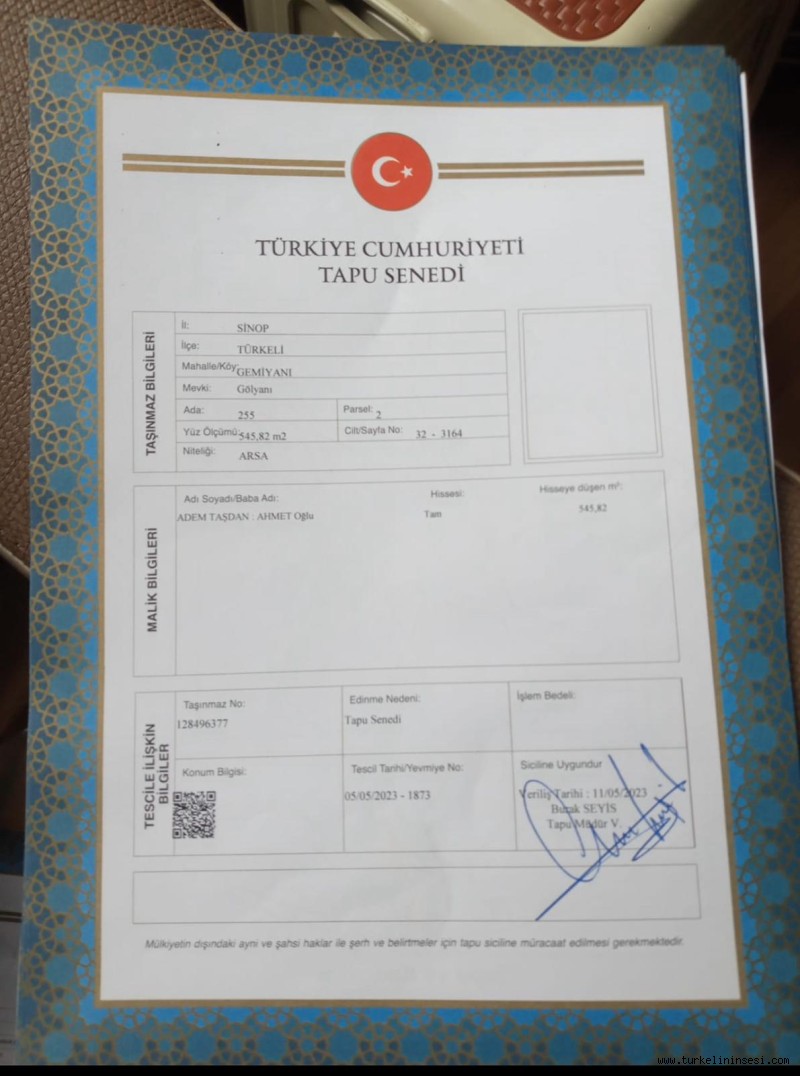 TÜRKİYE CUMHURİYETİ
TAPU SENEDİ
TAŞINMAZ BİLGİLERİ
İl: SİNOP
İlçe: TÜRKELİ
Mahalle/Köy: GEMİYANI
Mevki: Gölyanı
Ada: 255 Parsel: 2
Yüz Ölçümü: 545,82 m2 Cilt/Sayfa No: 32 - 3164
Niteliği: ARSA
MALİK BİLGİLERİ
Adı Soyadı/Baba Adı: Hissesi: Hisseye düşen m²:
ADEM TAŞDAN : AHMET Oğlu Tam 545,82
TESCİLE İLİŞKİN
BİLGİLER
Taşınmaz No: Edinme Nedeni: İşlem Bedeli:
128496377 Tapu Senedi
Konum Bilgisi: Tescil Tarihi/Yevmiye No: Siciline Uygundur
05/05/2023 - 1873 Veriliş Tarihi : 11/05/2023
Burak SEYİS
Tapu Müdür V.
Mülkiyetin dışındaki ayni ve şahsi haklar ile şerh ve belirtmeler için tapu siciline müracaat edilmesi gerekmektedir.
www.turkelininsesi.com